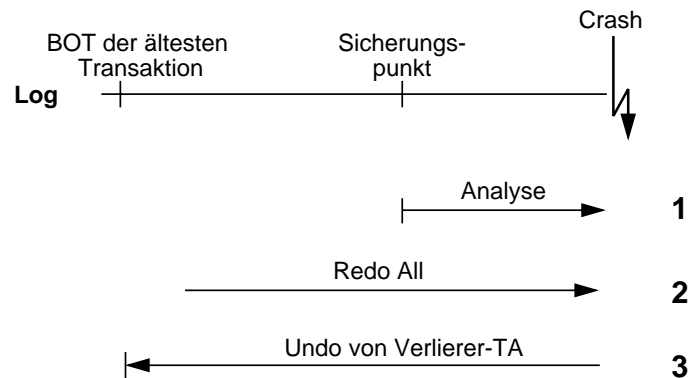 Crash
BOT der ältesten
Transaktion
Sicherungs-
punkt
Log
Analyse
1
Redo All
2
Undo von Verlierer-TA
3